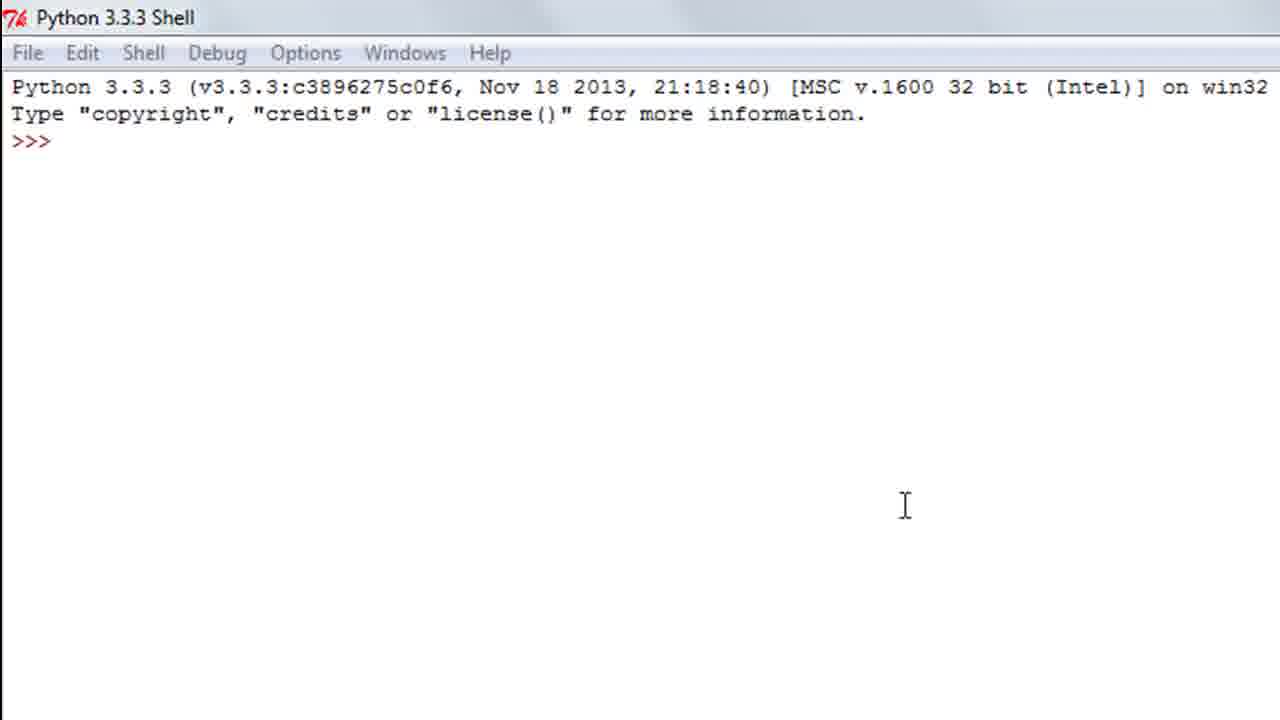 Python 3.3.3 Shell
File Edit Shell Debug Options Windows Help
Python 3.3.3 (v3.3.3:c3896275c0f6, Nov 18 2013, 21:18:40) [MSC v.1600 32 bit (Intel)] on win32
Type "copyright", "credits" or "license()" for more information.
>>>